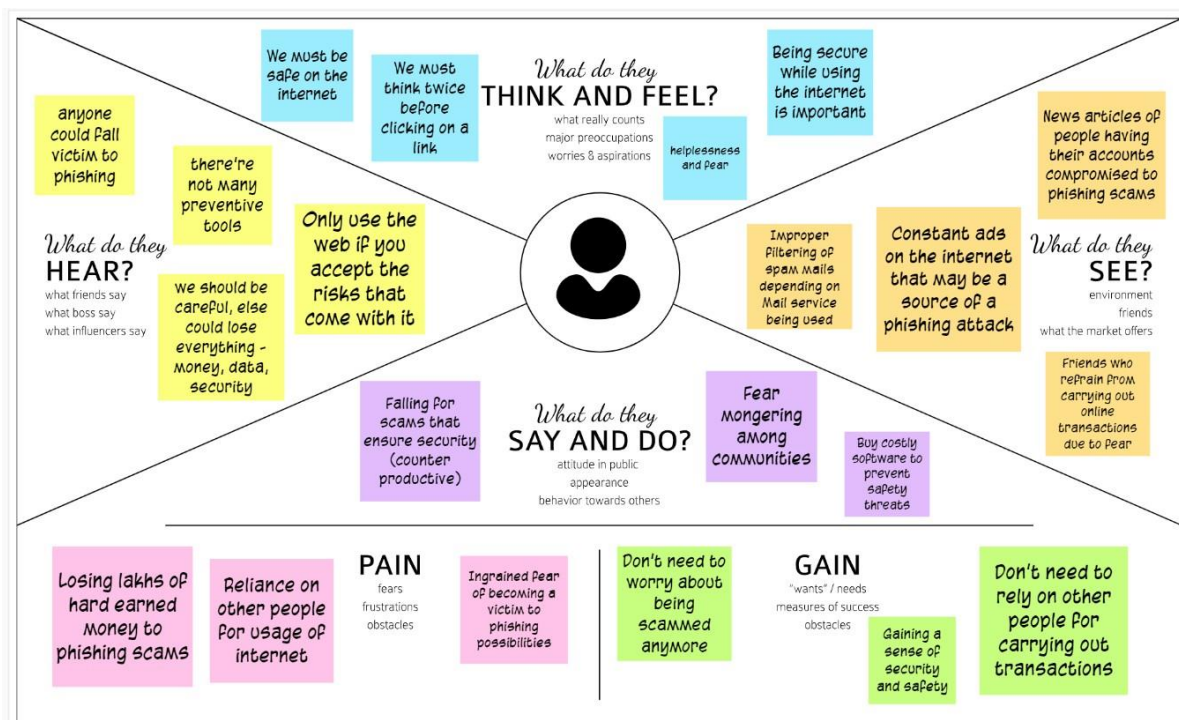 We must be
safe on the
internet
We must
think twice
before
clicking on a
link
What do they
THINK AND FEEL?
what really counts
major preoccupations
worries & aspirations
helplessness
and fear
Being secure
while using
the internet
is important
anyone
could fall
victim to
phishing
there're
not many
preventive
tools
Only use the
web if you
accept the
risks that
come with it
What do they
HEAR?
what friends say
what boss say
what influencers say
we should be
careful, else
could lose
everything -
money, data,
security
News articles of
people having
their accounts
compromised to
phishing scams
Improper
filtering of
spam mails
depending on
Mail service
being used
Constant ads
on the internet
that may be a
source of a
phishing attack
What do they
SEE?
environment
friends
what the market offers
Friends who
refrain from
carrying out
online
transactions
due to fear
Falling for
scams that
ensure security
(counter
productive)
What do they
SAY AND DO?
attitude in public
appearance
behavior towards others
Fear
mongering
among
communities
Buy costly
software to
prevent
safety
threats
Losing lakhs of
hard earned
money to
phishing scams
Reliance on
other people
for usage of
internet
PAIN
fears
frustrations
obstacles
Ingrained fear
of becoming a
victim to
phishing
possibilities
Don't need to
worry about
being
scammed
anymore
GAIN
"wants" / needs
measures of success
obstacles
Gaining a
sense of
security
and safety
Don't need to
rely on other
people for
carrying out
transactions